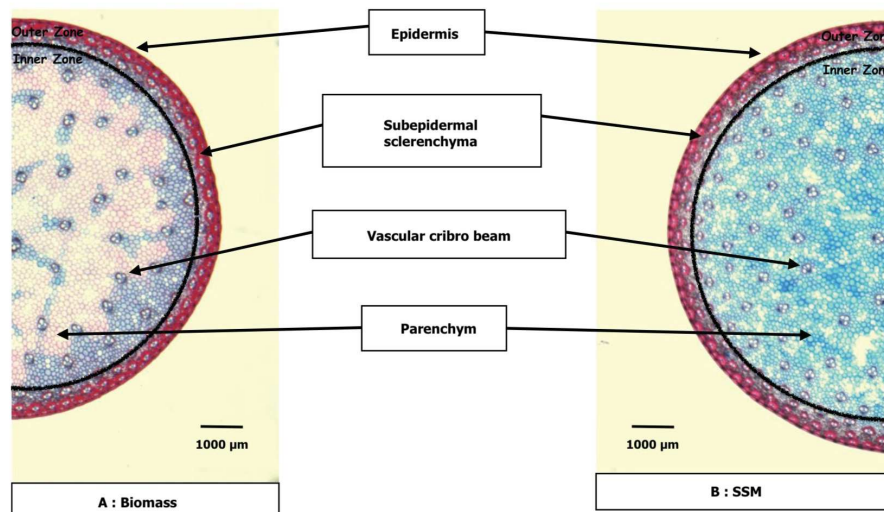 Outer Zone
Inner Zone
Epidermis
Subepidermal
sclerenchyma
Vascular cribro beam
Parenchym
1000 µm
A : Biomass
Outer Zone
Inner Zon
1000 µm
B : SSM